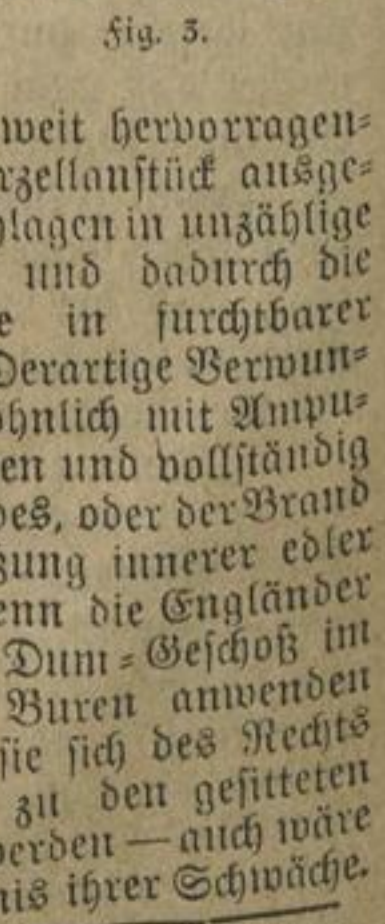 Fig. 3.
weit hervorragen-
rzellanstück ausge-
hlagen in unzählige
und dadurch die
e in furchtbarer
Derartige Verwun-
öhnlich mit Ampu-
en und vollständig
des, oder der Brand
zung innerer edler
enn die Engländer
Dum-Geschoß im
Buren anwenden
sie sich des Rechts
zu den gesitteten
werden — auch wäre
nis ihrer Schwäche.